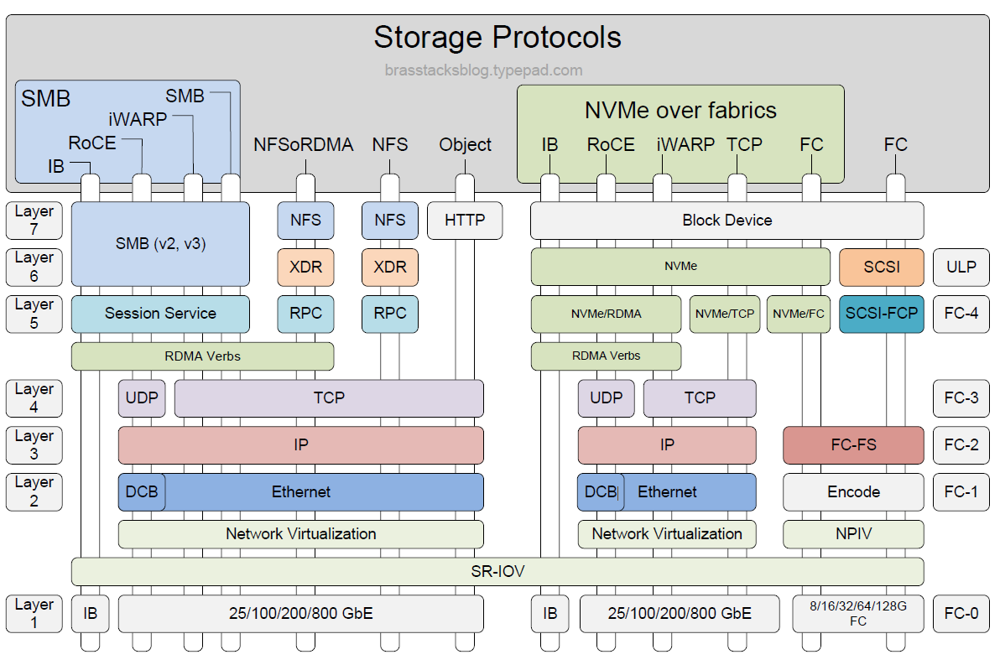 Storage Protocols
brasstacksblog.typepad.com
SMB
SMB
iWARP
RoCE
IB
NFSoRDMA
NFS
Object
NVMe over fabrics
IB
RoCE
iWARP
TCP
FC
FC
Layer
7
SMB (v2, v3)
NFS
NFS
HTTP
Block Device
Layer
6
XDR
XDR
NVMe
SCSI
ULP
Layer
5
Session Service
RPC
RPC
NVMe/RDMA
NVMe/TCP
NVMe/FC
SCSI-FCP
FC-4
RDMA Verbs
RDMA Verbs
Layer
4
UDP
TCP
UDP
TCP
FC-3
Layer
3
IP
IP
FC-FS
FC-2
Layer
2
DCB
Ethernet
DCB
Ethernet
Encode
FC-1
Network Virtualization
Network Virtualization
NPIV
SR-IOV
Layer
1
IB
25/100/200/800 GbE
IB
25/100/200/800 GbE
8/16/32/64/128G
FC
FC-0